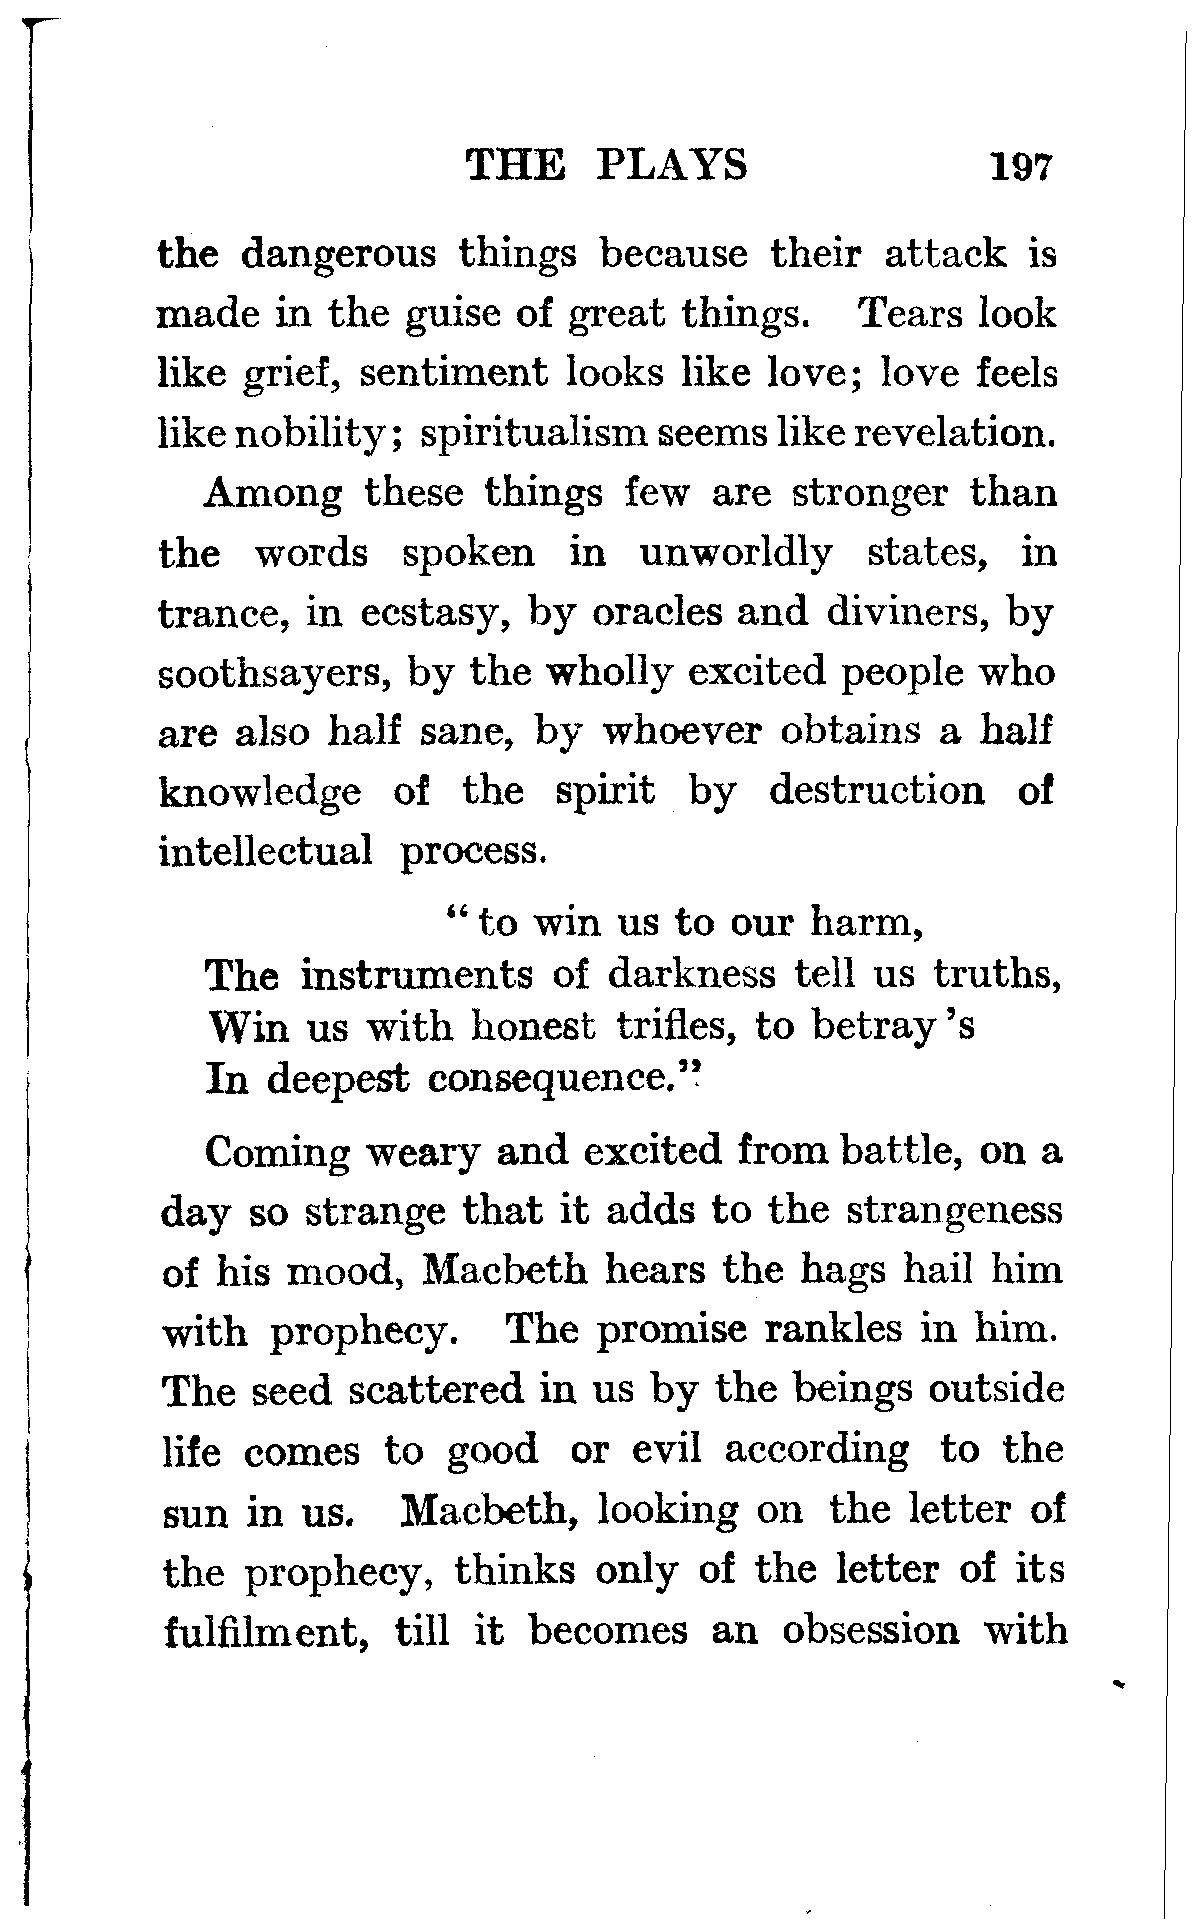 THE PLAYS 197
the dangerous things because their attack is
made in the guise of great things. Tears look
like grief, sentiment looks like love; love feels
like nobility; spiritualism seems like revelation.
Among these things few are stronger than
the words spoken in unworldly states, in
trance, in ecstasy, by oracles and diviners, by
soothsayers, by the wholly excited people who
are also half sane, by whoever obtains a half
knowledge of the spirit by destruction of
intellectual process.
“ to win us to our harm,
The instruments of darkness tell us truths,
Win us with honest trifles, to betray ’s
In deepest consequence.”
Coming weary and excited from battle, on a
day so strange that it adds to the strangeness
of his mood, Macbeth hears the hags hail him
with prophecy. The promise rankles in him.
The seed scattered in us by the beings outside
life comes to good or evil according to the
sun in us. Macbeth, looking on the letter of
the prophecy, thinks only of the letter of its
fulfilment, till it becomes an obsession with